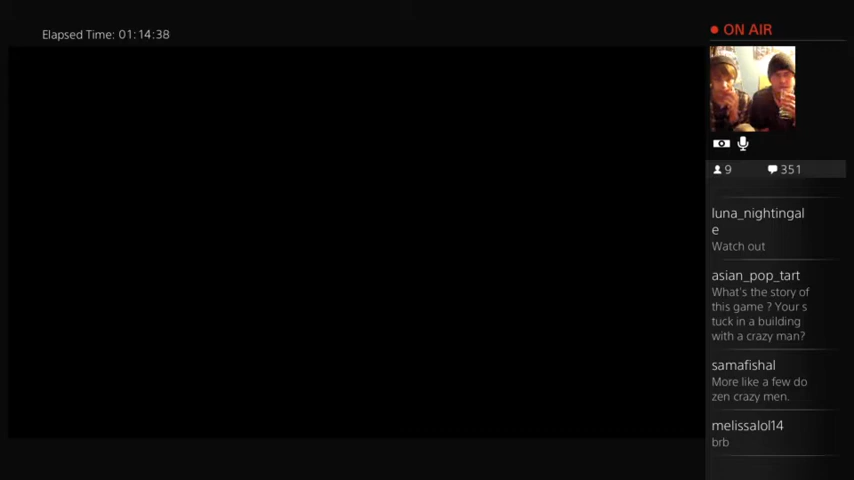 Elapsed Time: 01:14:38
ON AIR
9 351
luna_nightingal
e
Watch out
asian_pop_tart
What's the story of
this game ? Your s
tuck in a building
with a crazy man?
samafishal
More like a few do
zen crazy men.
melissalol14
brb